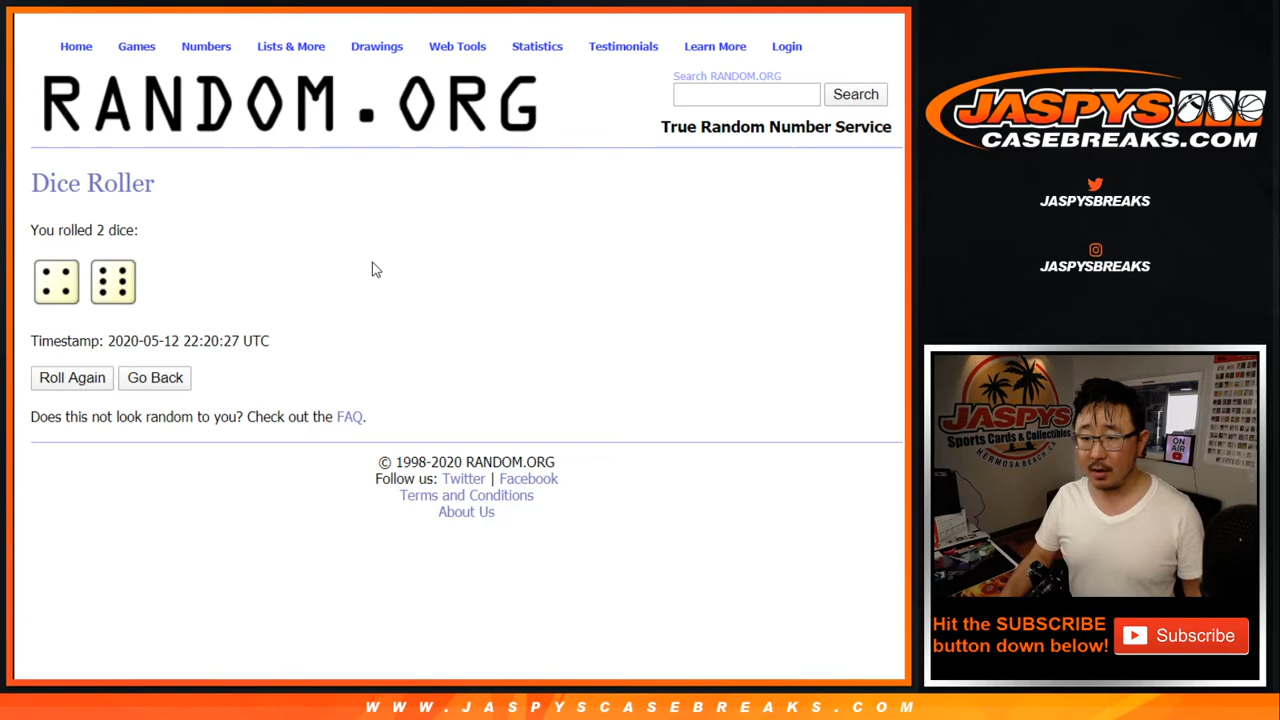 Home Games Numbers Lists & More Drawings Web Tools Statistics Testimonials Learn More Login
RANDOM.ORG
Search RANDOM.ORG
Search
True Random Number Service
Dice Roller
You rolled 2 dice:
Timestamp: 2020-05-12 22:20:27 UTC
Roll Again Go Back
Does this not look random to you? Check out the FAQ.
© 1998-2020 RANDOM.ORG
Follow us: Twitter | Facebook
Terms and Conditions
About Us
JASPYS
CASEBREAKS.COM
JASPYSBREAKS
JASPYSBREAKS
JASPYS
Sports Cards & Collectibles
HERMOSA BEACH, CA
ON
AIR
Hit the SUBSCRIBE
button down below!
Subscribe
WWW.JASPYSCASEBREAKS.COM